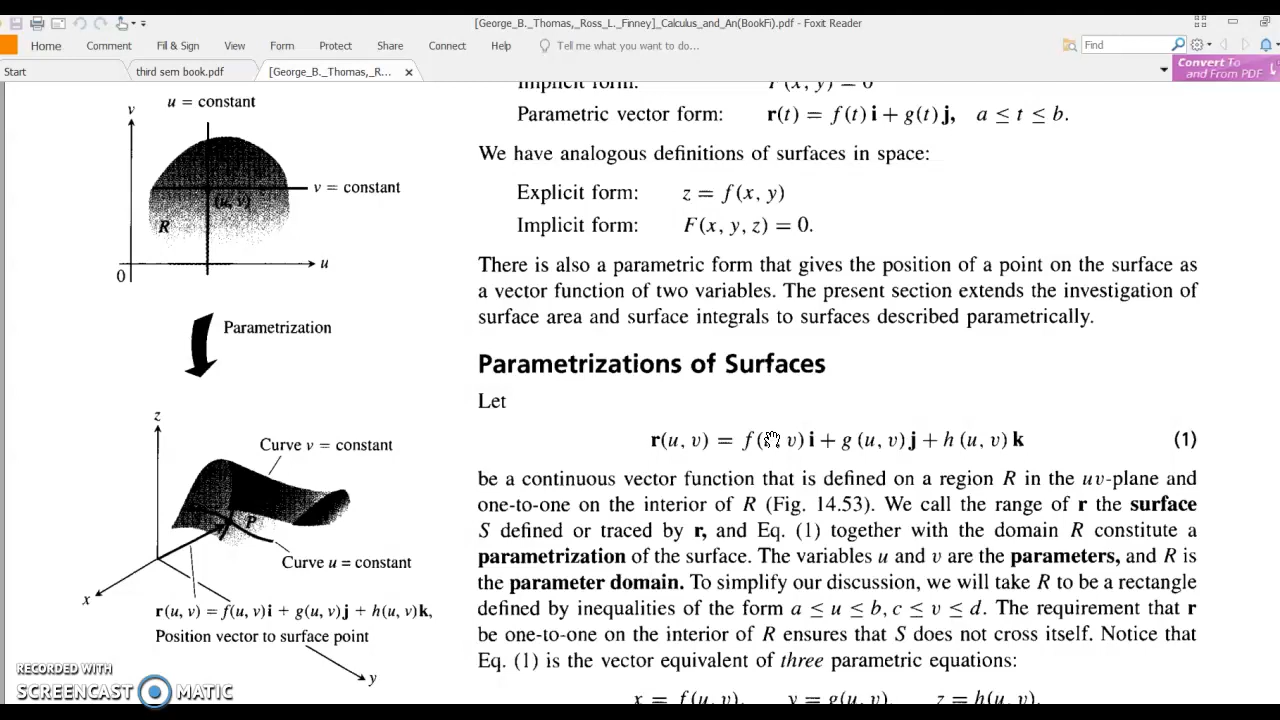 [George_B._Thomas,_Ross_L._Finney]_Calculus_and_An(BookFi).pdf - Foxit Reader
Home Comment Fill & Sign View Form Protect Share Connect Help Tell me what you want to do... Find
Start third sem book.pdf [George_B._Thomas,_R... Convert To
and From PDF
v u = constant
v = constant
(u, v)
R
0 u
Parametrization
z
Curve v = constant
P
Curve u = constant
x
r(u, v) = f(u, v)i + g(u, v)j + h(u, v)k,
Position vector to surface point
y
RECORDED WITH
SCREENCAST MATIC
Implicit form: F(x, y) = 0
Parametric vector form: r(t) = f(t) i + g(t) j, a ≤ t ≤ b.
We have analogous definitions of surfaces in space:
Explicit form: z = f(x, y)
Implicit form: F(x, y, z) = 0.
There is also a parametric form that gives the position of a point on the surface as
a vector function of two variables. The present section extends the investigation of
surface area and surface integrals to surfaces described parametrically.
Parametrizations of Surfaces
Let
r(u, v) = f( v) i + g (u, v) j + h (u, v) k (1)
be a continuous vector function that is defined on a region R in the uv-plane and
one-to-one on the interior of R (Fig. 14.53). We call the range of r the surface
S defined or traced by r, and Eq. (1) together with the domain R constitute a
parametrization of the surface. The variables u and v are the parameters, and R is
the parameter domain. To simplify our discussion, we will take R to be a rectangle
defined by inequalities of the form a ≤ u ≤ b, c ≤ v ≤ d. The requirement that r
be one-to-one on the interior of R ensures that S does not cross itself. Notice that
Eq. (1) is the vector equivalent of three parametric equations:
x = f(u, v), y = g(u, v), z = h(u, v).